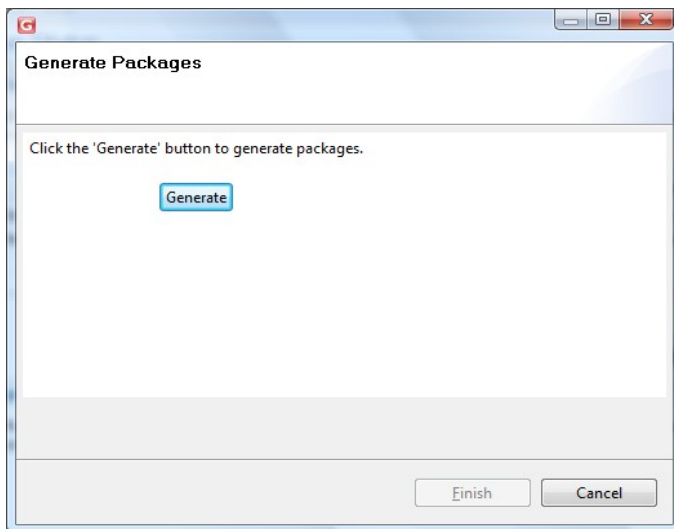 G
Generate Packages
Click the 'Generate' button to generate packages.
Generate
Finish
Cancel